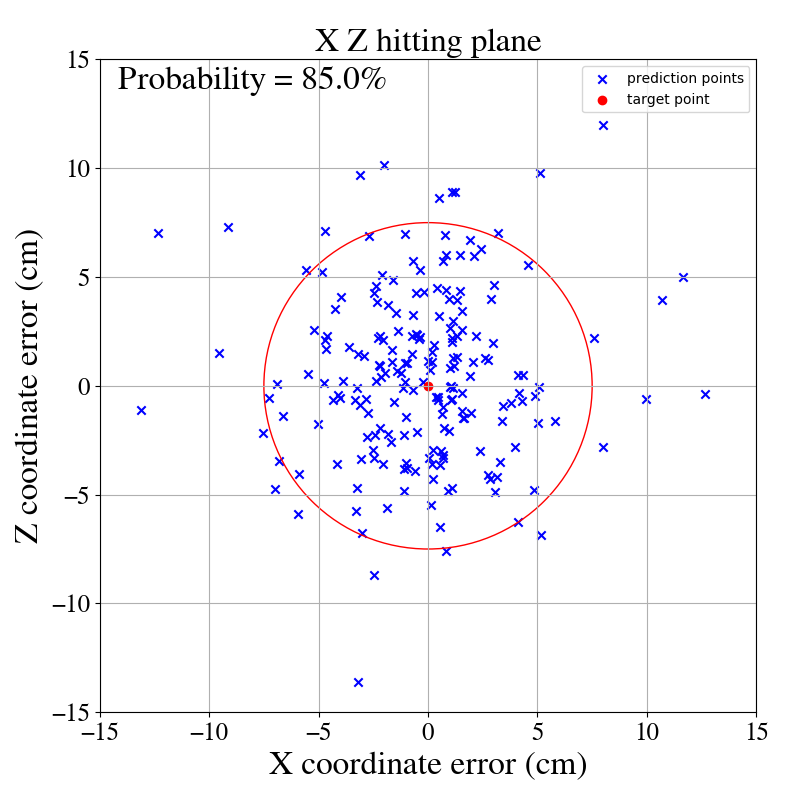 X Z hitting plane
Probability = 85.0%
prediction points
target point
15
10
5
0
−5
−10
−15
Z coordinate error (cm)
−15 −10 −5 0 5 10 15
X coordinate error (cm)